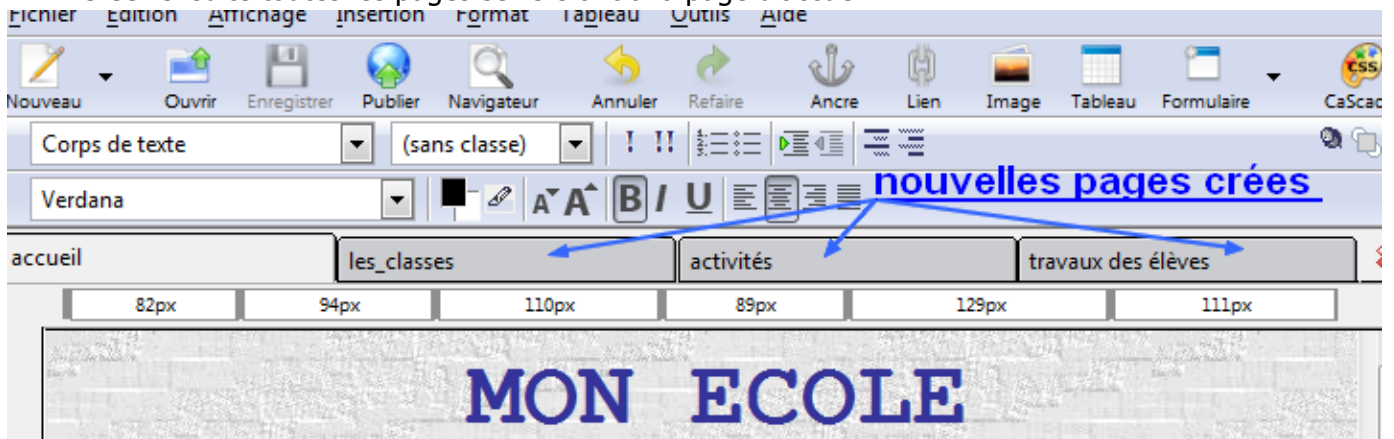 Fichier Edition Affichage Insertion Format Tableau Outils Aide
Nouveau Ouvrir Enregistrer Publier Navigateur Annuler Refaire Ancre Lien Image Tableau Formulaire CaScad
Corps de texte (sans classe) ! !!
nouvelles pages crées
Verdana A A B I U
accueil les_classes activités travaux des élèves
82px 94px 110px 89px 129px 111px
MON ECOLE